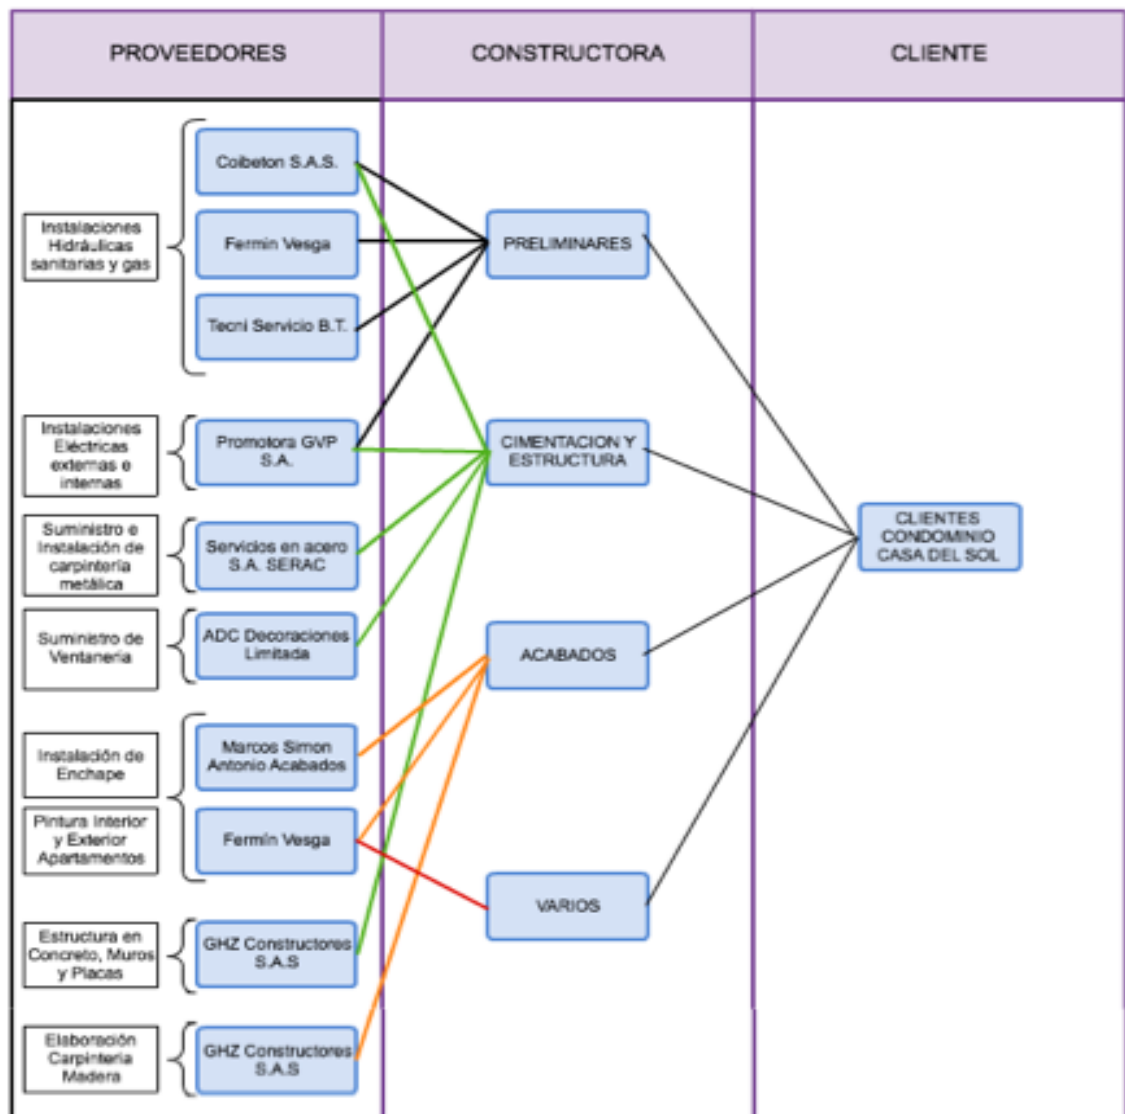 PROVEEDORES
CONSTRUCTORA
CLIENTE
Instalaciones
Hidráulicas
sanitarias y gas
Coibeton S.A.S.
Fermin Vesga
Tecni Servicio B.T.
PRELIMINARES
Instalaciones
Eléctricas
externas e
internas
Promotora GVP
S.A.
CIMENTACION Y
ESTRUCTURA
Suministro e
Instalación de
carpintería
metálica
Servicios en acero
S.A. SERAC
CLIENTES
CONDOMINIO
CASA DEL SOL
Suministro de
Ventaneria
ADC Decoraciones
Limitada
ACABADOS
Instalación de
Enchape
Marcos Simon
Antonio Acabados
Pintura Interior
y Exterior
Apartamentos
Fermín Vesga
VARIOS
Estructura en
Concreto, Muros
y Placas
GHZ Constructores
S.A.S
Elaboración
Carpinteria
Madera
GHZ Constructores
S.A.S